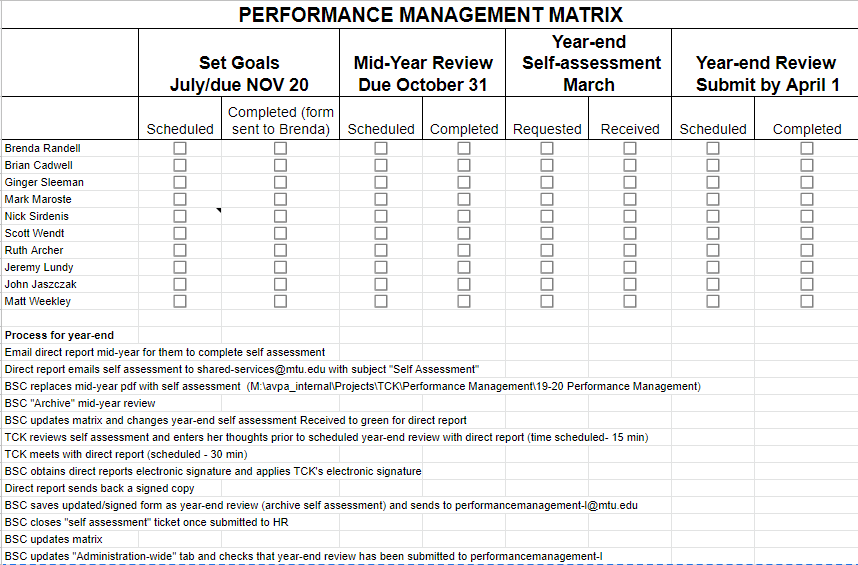 PERFORMANCE MANAGEMENT MATRIX
Set Goals
July/due NOV 20
Mid-Year Review
Due October 31
Year-end
Self-assessment
March
Year-end Review
Submit by April 1
Scheduled
Completed (form
sent to Brenda)
Scheduled
Completed
Requested
Received
Scheduled
Completed
Brenda Randell
Brian Cadwell
Ginger Sleeman
Mark Maroste
Nick Sirdenis
Scott Wendt
Ruth Archer
Jeremy Lundy
John Jaszczak
Matt Weekley
Process for year-end
Email direct report mid-year for them to complete self assessment
Direct report emails self assessment to shared-services@mtu.edu with subject "Self Assessment"
BSC replaces mid-year pdf with self assessment (M:\avpa_internal\Projects\TCK\Performance Management\19-20 Performance Management)
BSC "Archive" mid-year review
BSC updates matrix and changes year-end self assessment Received to green for direct report
TCK reviews self assessment and enters her thoughts prior to scheduled year-end review with direct report (time scheduled- 15 min)
TCK meets with direct report (scheduled - 30 min)
BSC obtains direct reports electronic signature and applies TCK's electronic signature
Direct report sends back a signed copy
BSC saves updated/signed form as year-end review (archive self assessment) and sends to performancemanagement-l@mtu.edu
BSC closes "self assessment" ticket once submitted to HR
BSC updates matrix
BSC updates "Administration-wide" tab and checks that year-end review has been submitted to performancemanagement-l